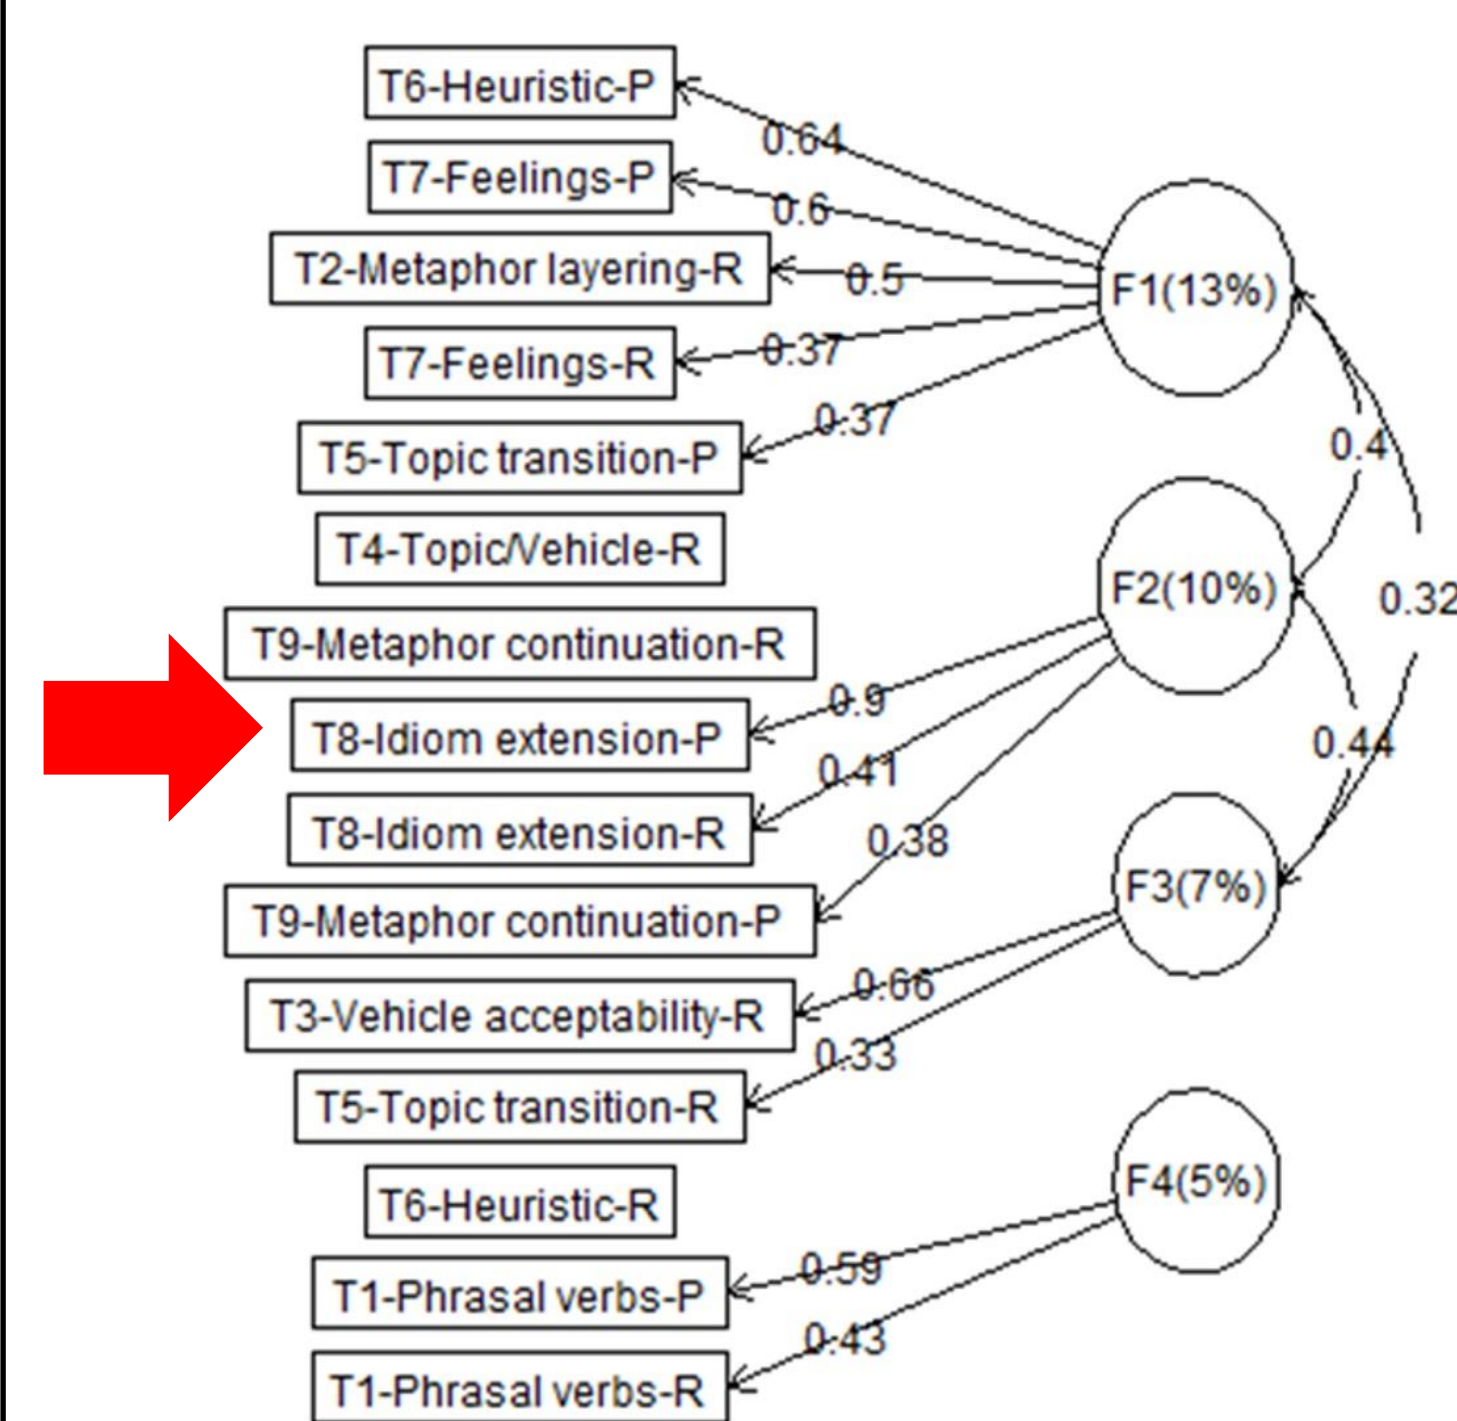 T6-Heuristic-P
0.64
T7-Feelings-P
0.6
T2-Metaphor layering-R
0.5
F1(13%)
T7-Feelings-R
0.37
T5-Topic transition-P
0.37
0.4
T4-Topic/Vehicle-R
F2(10%)
0.32
T9-Metaphor continuation-R
0.9
T8-Idiom extension-P
0.44
0.41
T8-Idiom extension-R
0.38
F3(7%)
T9-Metaphor continuation-P
0.66
T3-Vehicle acceptability-R
0.33
T5-Topic transition-R
F4(5%)
T6-Heuristic-R
0.59
T1-Phrasal verbs-P
0.43
T1-Phrasal verbs-R